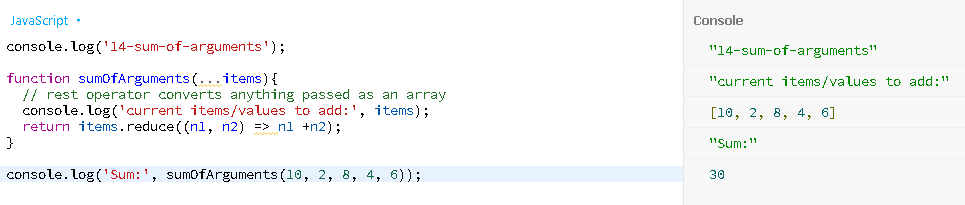 JavaScript
console.log('14-sum-of-arguments');
function sumOfArguments(...items){
// rest operator converts anything passed as an array
console.log('current items/values to add:', items);
return items.reduce((n1, n2) => n1 +n2);
}
console.log('Sum:', sumOfArguments(10, 2, 8, 4, 6));
Console
"14-sum-of-arguments"
"current items/values to add:"
[10, 2, 8, 4, 6]
"Sum:"
30